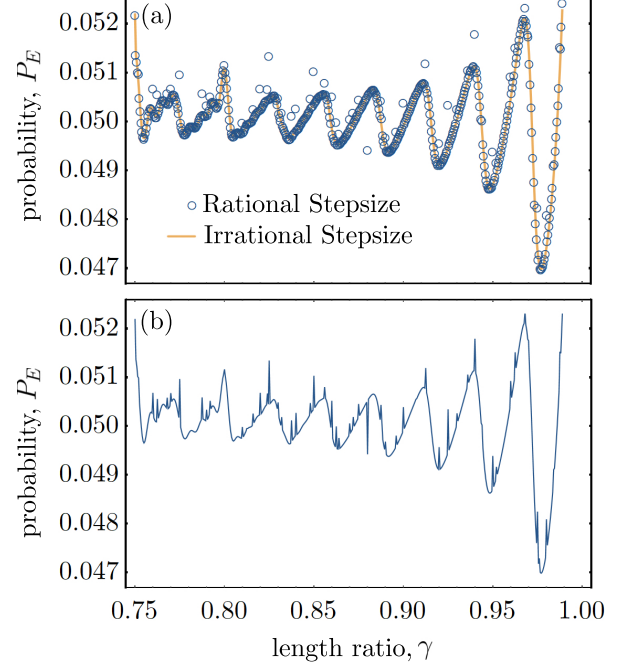 (a)
0.052
0.051
0.050
0.049
0.048
0.047
probability, P_E
Rational Stepsize
Irrational Stepsize
(b)
0.052
0.051
0.050
0.049
0.048
0.047
probability, P_E
0.75 0.80 0.85 0.90 0.95 1.00
length ratio, γ